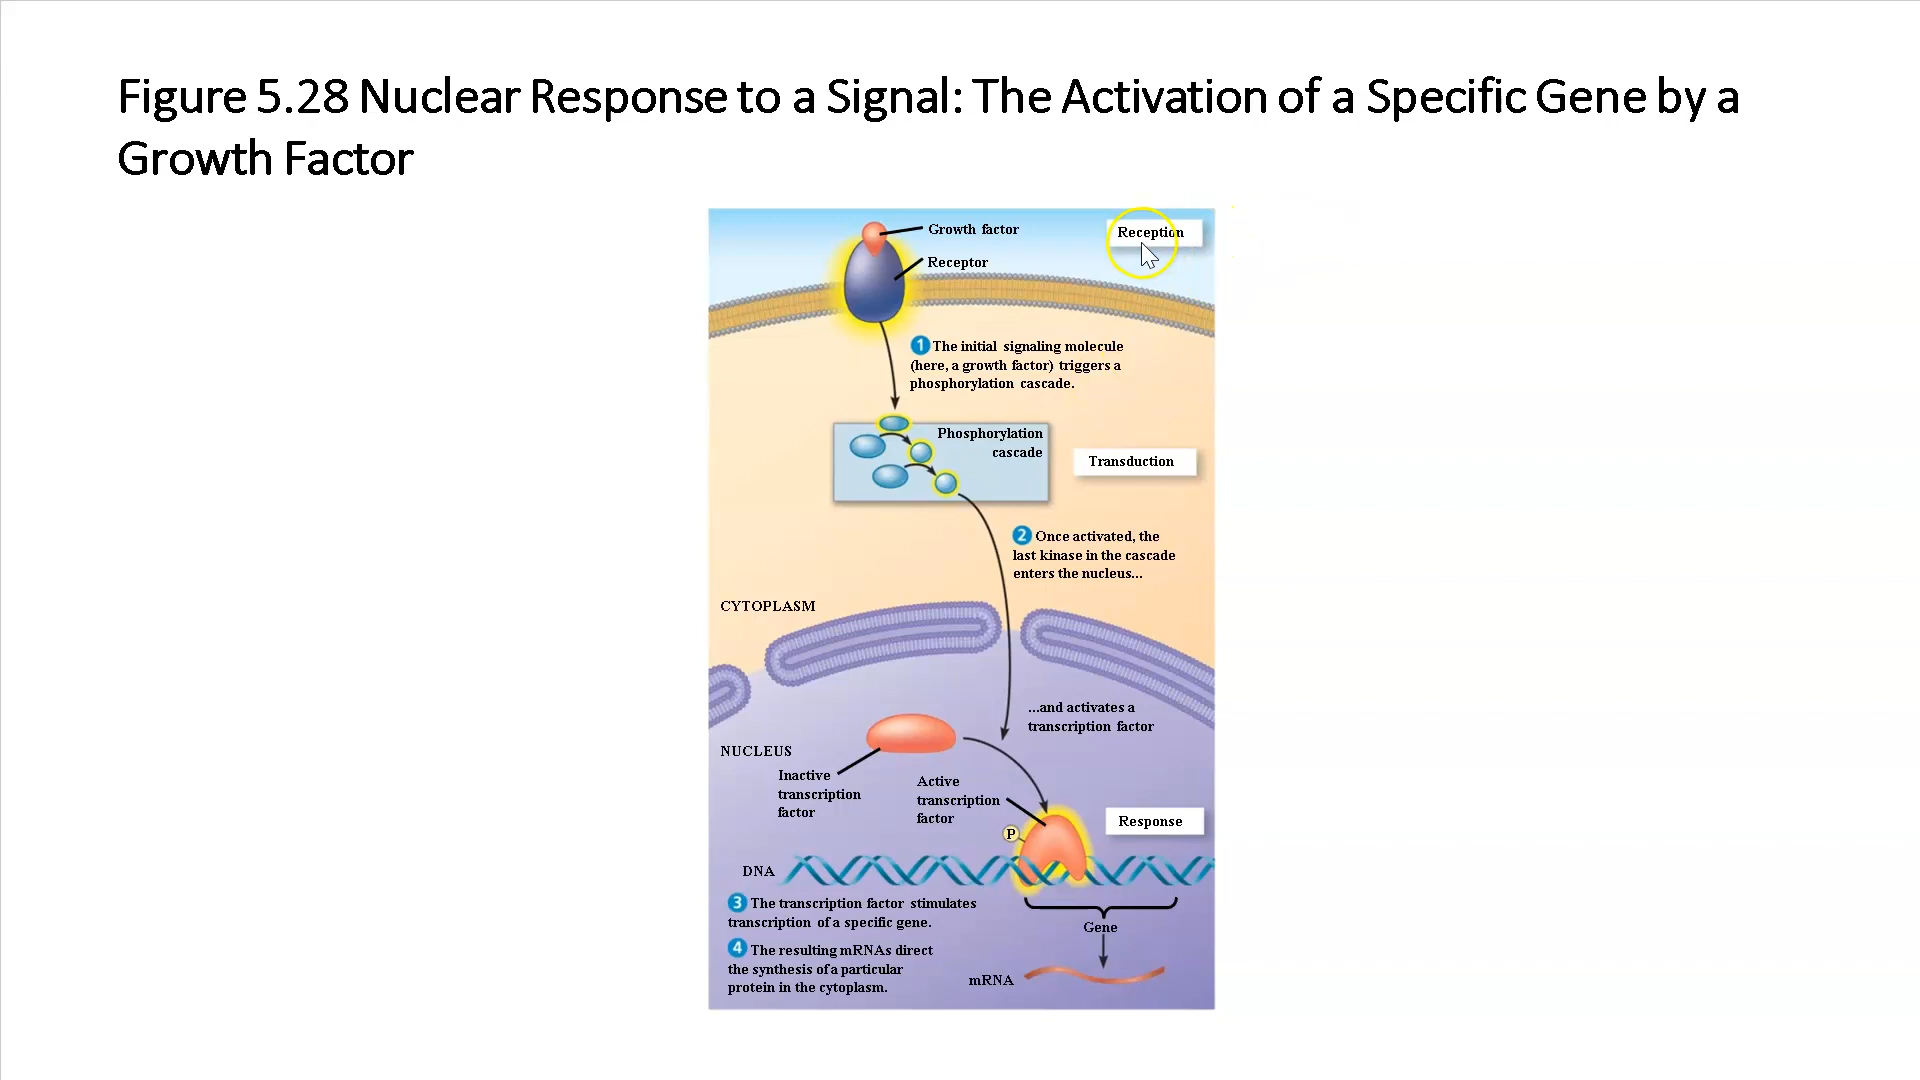 Figure 5.28 Nuclear Response to a Signal: The Activation of a Specific Gene by a
Growth Factor
Growth factor
Reception
Receptor
1 The initial signaling molecule
(here, a growth factor) triggers a
phosphorylation cascade.
Phosphorylation
cascade
Transduction
2 Once activated, the
last kinase in the cascade
enters the nucleus...
CYTOPLASM
...and activates a
transcription factor
NUCLEUS
Inactive
transcription
factor
Active
transcription
factor
Response
P
DNA
3 The transcription factor stimulates
transcription of a specific gene.
Gene
4 The resulting mRNAs direct
the synthesis of a particular
protein in the cytoplasm.
mRNA